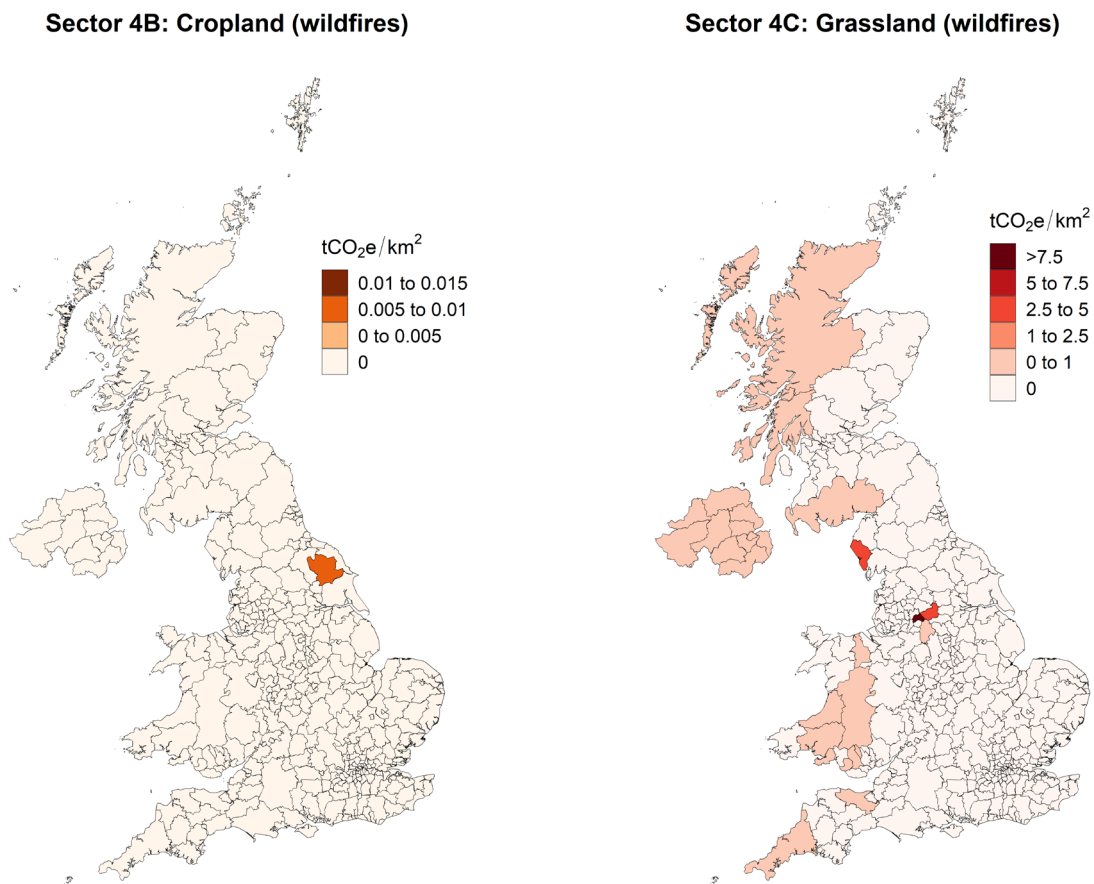 Sector 4B: Cropland (wildfires)
tCO₂e/km²
0.01 to 0.015
0.005 to 0.01
0 to 0.005
0
Sector 4C: Grassland (wildfires)
tCO₂e/km²
>7.5
5 to 7.5
2.5 to 5
1 to 2.5
0 to 1
0